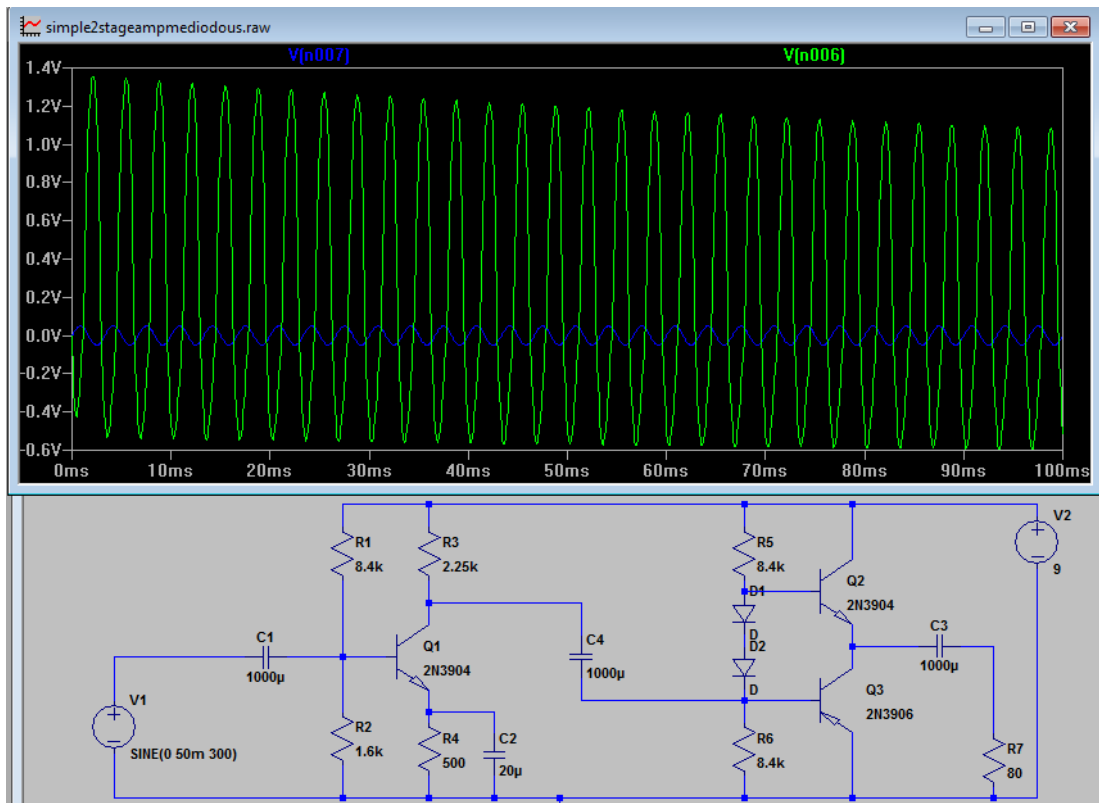 simple2stageampmediodous.raw
V(n007) V(n006)
1.4V
1.2V
1.0V
0.8V
0.6V
0.4V
0.2V
0.0V
-0.2V
-0.4V
-0.6V
0ms 10ms 20ms 30ms 40ms 50ms 60ms 70ms 80ms 90ms 100ms
R1
8.4k
R3
2.25k
R5
8.4k
V2
9
D1
D
D2
D
Q2
2N3904
C1
1000µ
Q1
2N3904
C4
1000µ
C3
1000µ
Q3
2N3906
V1
SINE(0 50m 300)
R2
1.6k
R4
500
C2
20µ
R6
8.4k
R7
80